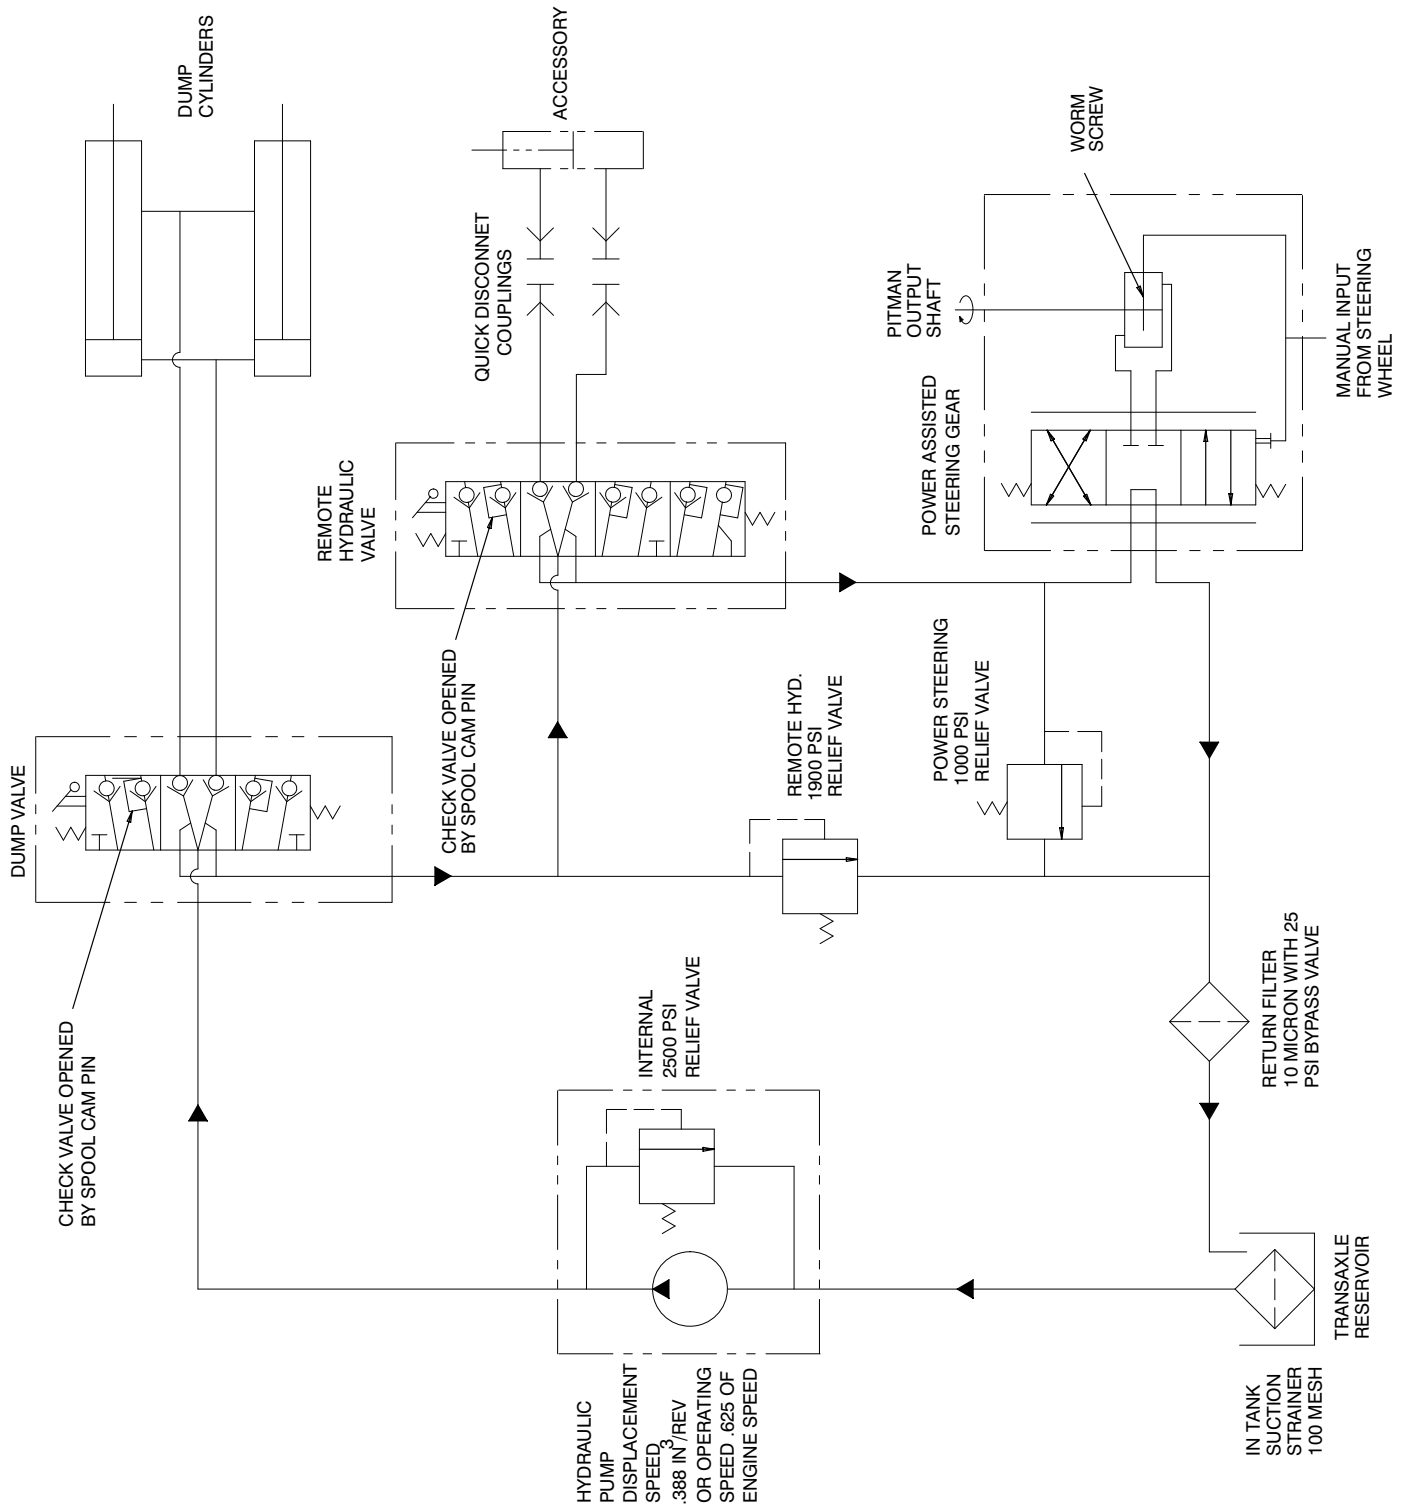 DUMP
CYLINDERS
ACCESSORY
WORM
SCREW
QUICK DISCONNET
COUPLINGS
PITMAN
OUTPUT
SHAFT
MANUAL INPUT
FROM STEERING
WHEEL
REMOTE
HYDRAULIC
VALVE
POWER ASSISTED
STEERING GEAR
DUMP VALVE
CHECK VALVE OPENED
BY SPOOL CAM PIN
REMOTE HYD.
1900 PSI
RELIEF VALVE
POWER STEERING
1000 PSI
RELIEF VALVE
CHECK VALVE OPENED
BY SPOOL CAM PIN
INTERNAL
2500 PSI
RELIEF VALVE
RETURN FILTER
10 MICRON WITH 25
PSI BYPASS VALVE
HYDRAULIC
PUMP
DISPLACEMENT
SPEED
.388 IN³/REV
OR OPERATING
SPEED .625 OF
ENGINE SPEED
TRANSAXLE
RESERVOIR
IN TANK
SUCTION
STRAINER
100 MESH